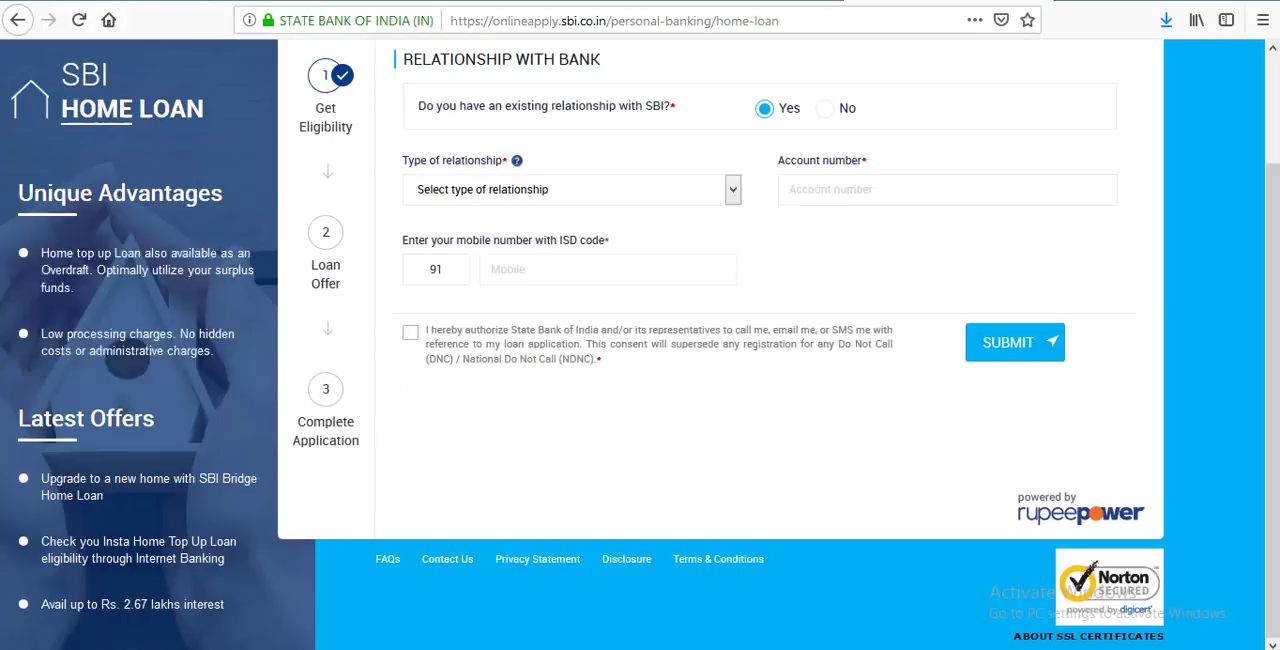 STATE BANK OF INDIA (IN)
https://onlineapply.sbi.co.in/personal-banking/home-loan
SBI
HOME LOAN
Unique Advantages
Home top up Loan also available as an
Overdraft. Optimally utilize your surplus
funds.
Low processing charges. No hidden
costs or administrative charges.
Latest Offers
Upgrade to a new home with SBI Bridge
Home Loan
Check you Insta Home Top Up Loan
eligibility through Internet Banking
Avail up to Rs. 2.67 lakhs interest
1
Get
Eligibility
2
Loan
Offer
3
Complete
Application
RELATIONSHIP WITH BANK
Do you have an existing relationship with SBI?*
Yes
No
Type of relationship* ?
Account number*
Select type of relationship
Account number
Enter your mobile number with ISD code*
91
Mobile
I hereby authorize State Bank of India and/or its representatives to call me, email me, or SMS me with
reference to my loan application. This consent will supersede any registration for any Do Not Call
(DNC) / National Do Not Call (NDNC).*
SUBMIT
powered by
rupeepower
FAQs
Contact Us
Privacy Statement
Disclosure
Terms & Conditions
Norton
SECURED
powered by digicert
Activate Windows
Go to PC settings to activate Windows.
ABOUT SSL CERTIFICATES